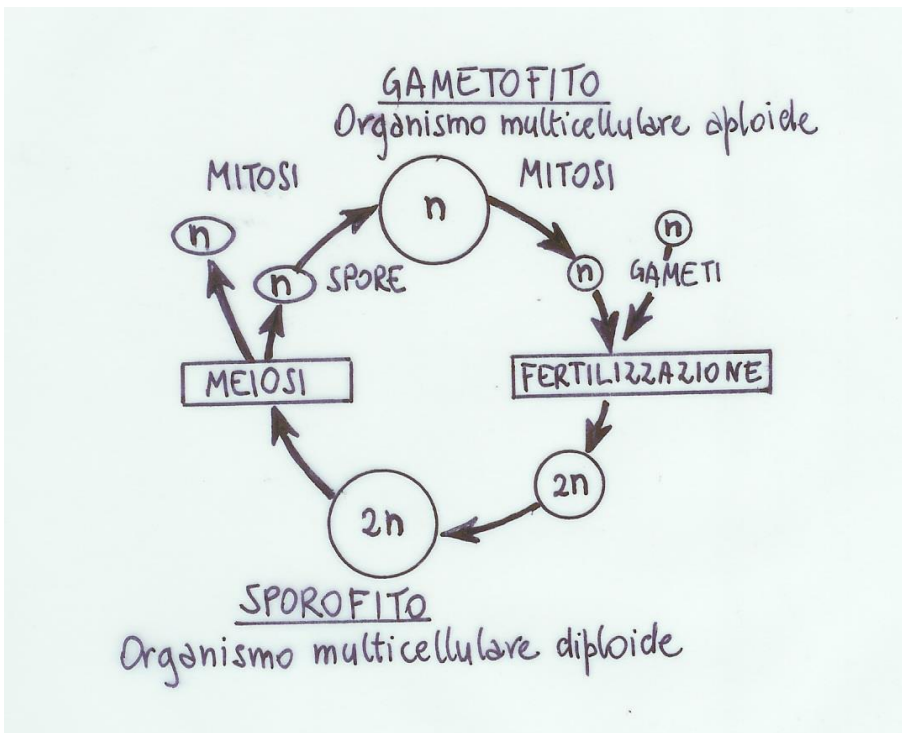 GAMETOFITO
Organismo multicellulare aploide
MITOSI
MITOSI
n
n
n
n SPORE
n GAMETI
MEIOSI
FERTILIZZAZIONE
2n
2n
SPOROFITO
Organismo multicellulare diploide